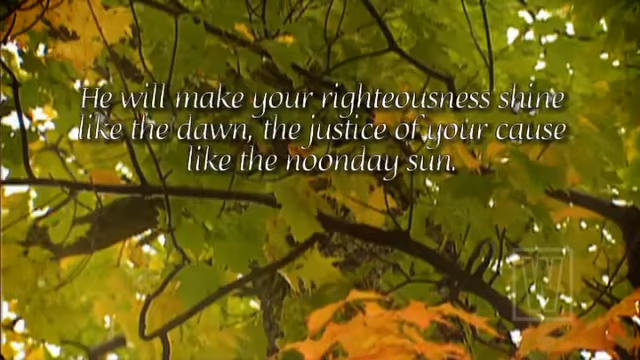 He will make your righteousness shine
like the dawn, the justice of your cause
like the noonday sun.